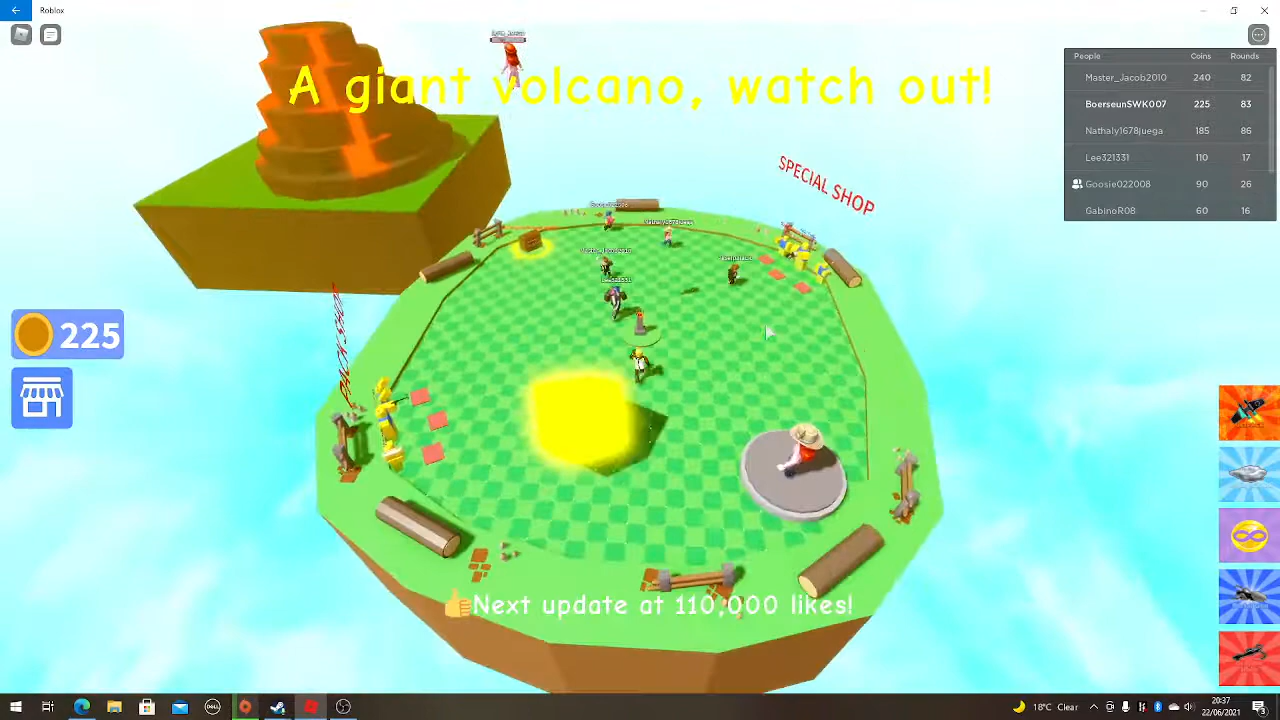 Roblox
A giant volcano, watch out!
People Coins Rounds
Master_Jacob2010 240 82
BoerseunSWK007 225 83
Nathaly1678juega 185 86
Lee321331 110 17
Goosie022008 90 26
GabinoR08 60 16
SPECIAL SHOP
225
Next update at 110,000 likes!
DELL
18°C Clear
20:37
22/06/2021
3